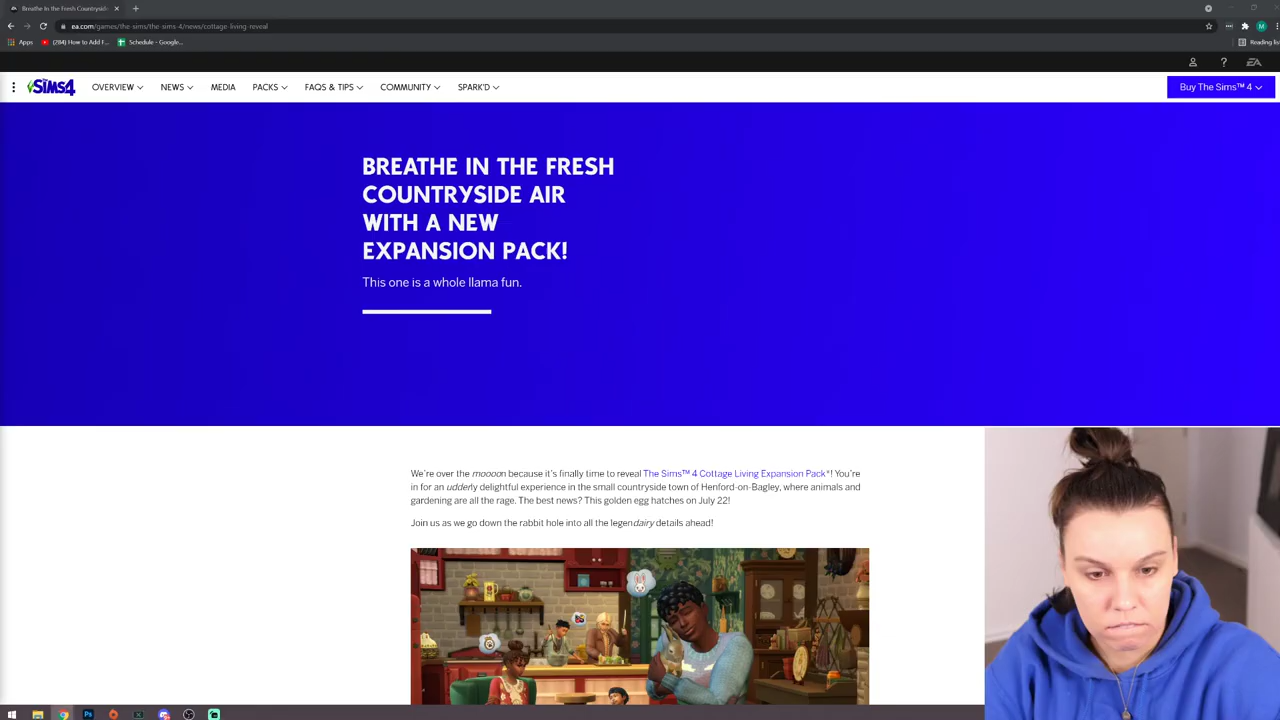 Breathe In the Fresh Countryside
ea.com/games/the-sims/the-sims-4/news/cottage-living-reveal
M
Apps
(284) How to Add F...
Schedule - Google...
Reading list
?
EA
THE SIMS4
OVERVIEW
NEWS
MEDIA
PACKS
FAQS & TIPS
COMMUNITY
SPARK'D
Buy The Sims™ 4
BREATHE IN THE FRESH
COUNTRYSIDE AIR
WITH A NEW
EXPANSION PACK!
This one is a whole llama fun.
We're over the moooon because it's finally time to reveal The Sims™ 4 Cottage Living Expansion Pack*! You're
in for an udderly delightful experience in the small countryside town of Henford-on-Bagley, where animals and
gardening are all the rage. The best news? This golden egg hatches on July 22!
Join us as we go down the rabbit hole into all the legendairy details ahead!
Ps